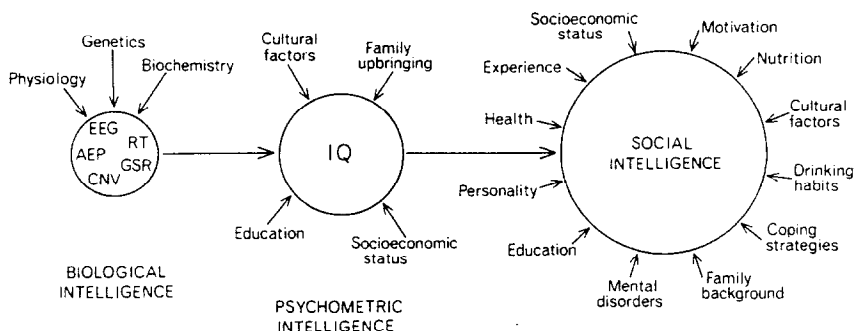 Genetics
Physiology
Biochemistry
EEG
RT
AEP
GSR
CNV
BIOLOGICAL
INTELLIGENCE
Cultural
factors
Family
upbringing
IQ
Education
Socioeconomic
status
PSYCHOMETRIC
INTELLIGENCE
Socioeconomic
status
Motivation
Experience
Nutrition
Health
Cultural
factors
SOCIAL
INTELLIGENCE
Personality
Drinking
habits
Education
Coping
strategies
Mental
disorders
Family
background